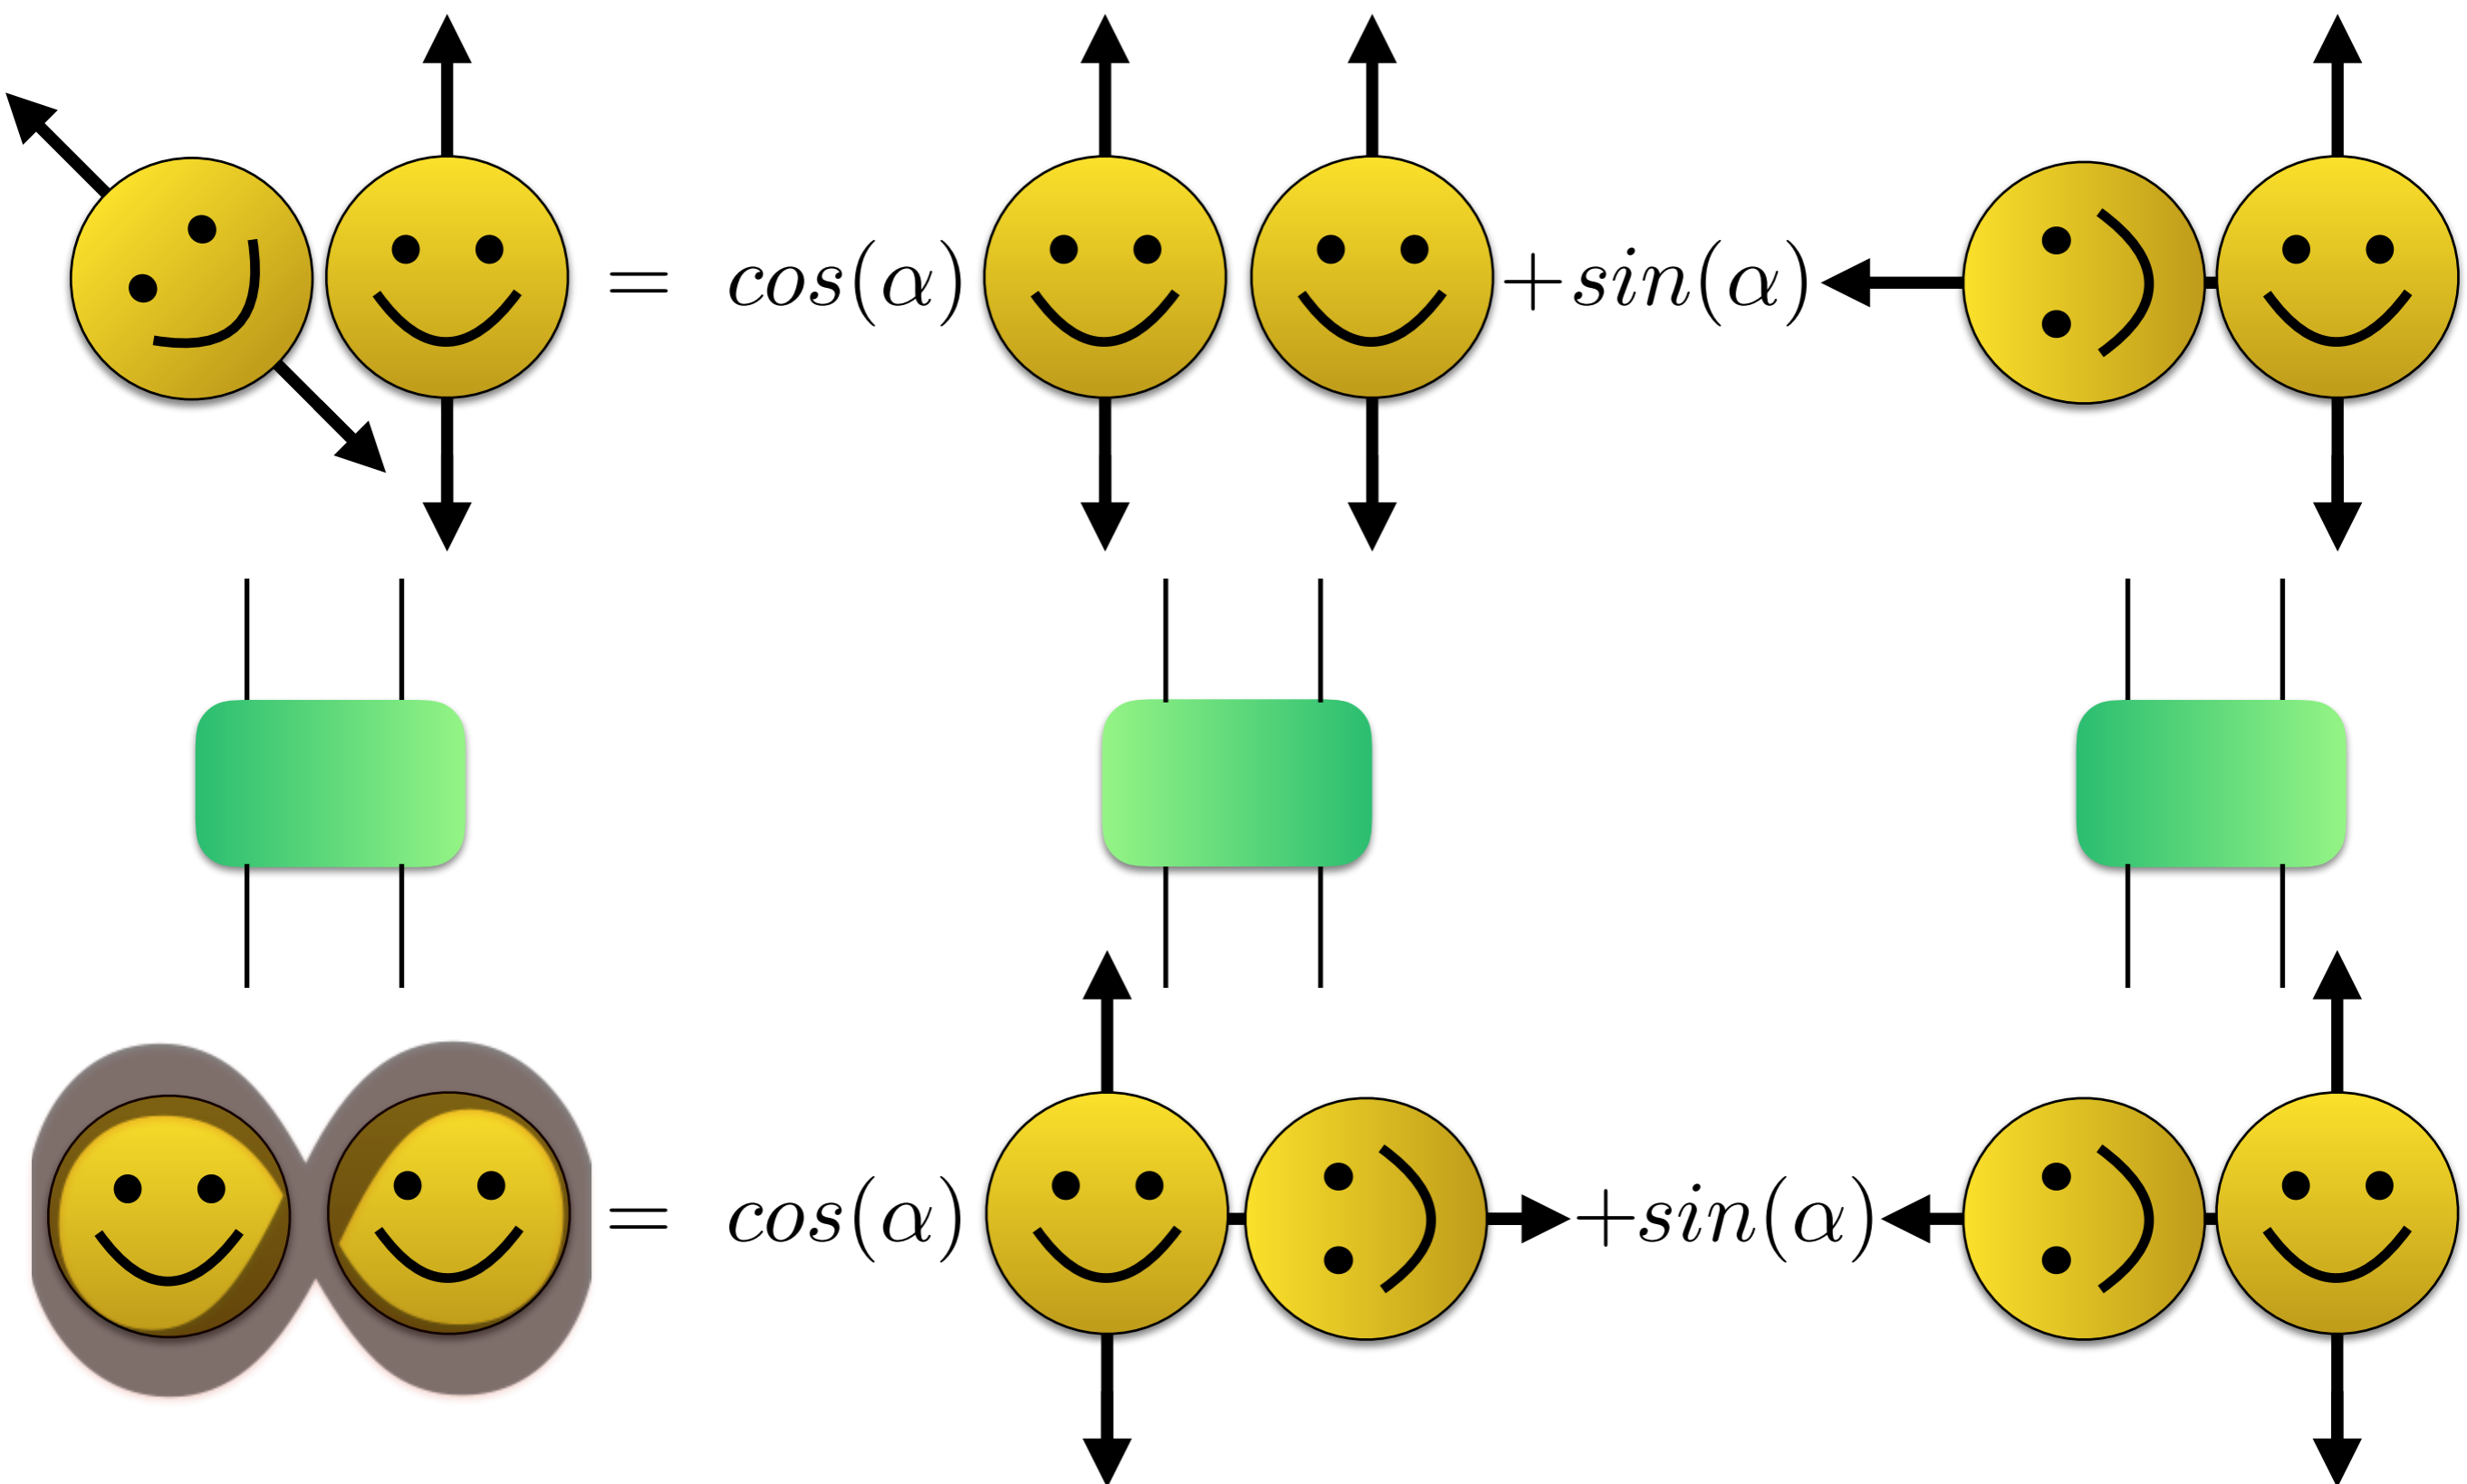 = cos(α) + sin(α)
= cos(α) + sin(α)